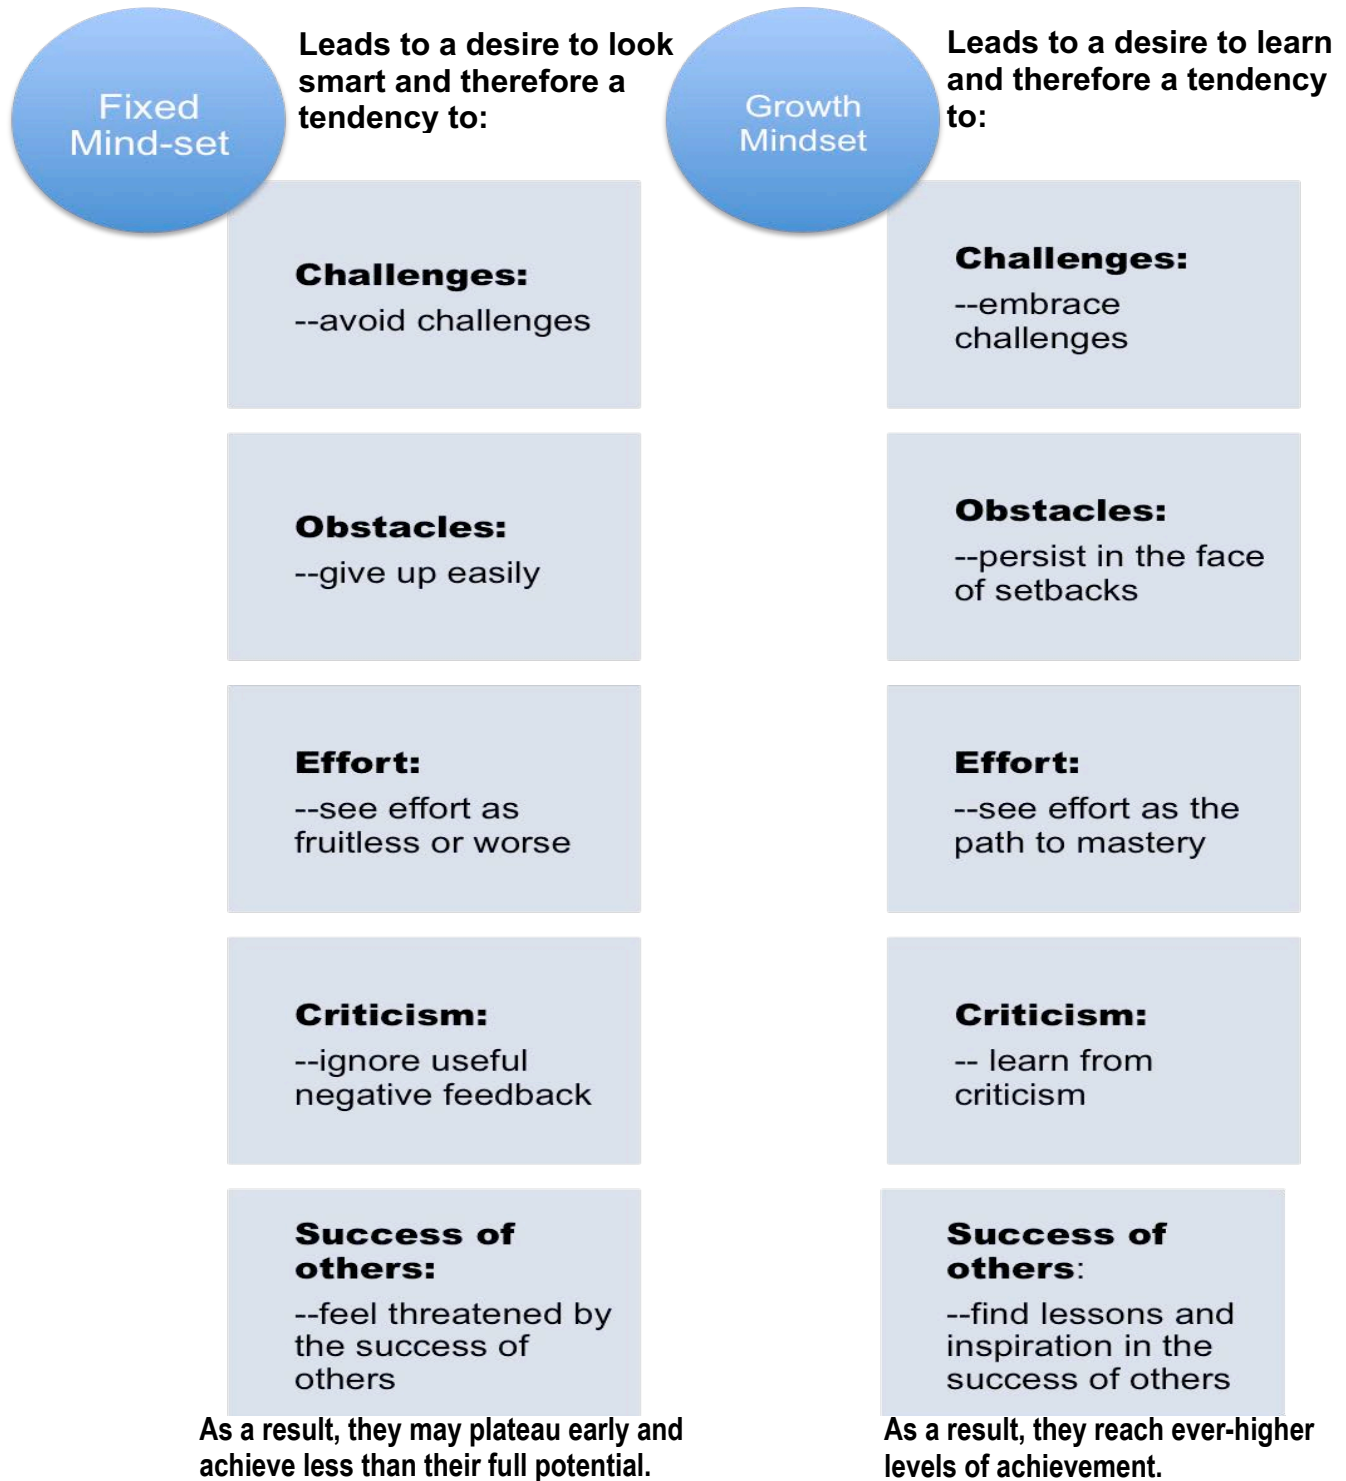 Fixed
Mind-set
Leads to a desire to look
smart and therefore a
tendency to:
Challenges:
--avoid challenges
Obstacles:
--give up easily
Effort:
--see effort as
fruitless or worse
Criticism:
--ignore useful
negative feedback
Success of
others:
--feel threatened by
the success of
others
As a result, they may plateau early and
achieve less than their full potential.
Growth
Mindset
Leads to a desire to learn
and therefore a tendency
to:
Challenges:
--embrace
challenges
Obstacles:
--persist in the face
of setbacks
Effort:
--see effort as the
path to mastery
Criticism:
-- learn from
criticism
Success of
others:
--find lessons and
inspiration in the
success of others
As a result, they reach ever-higher
levels of achievement.